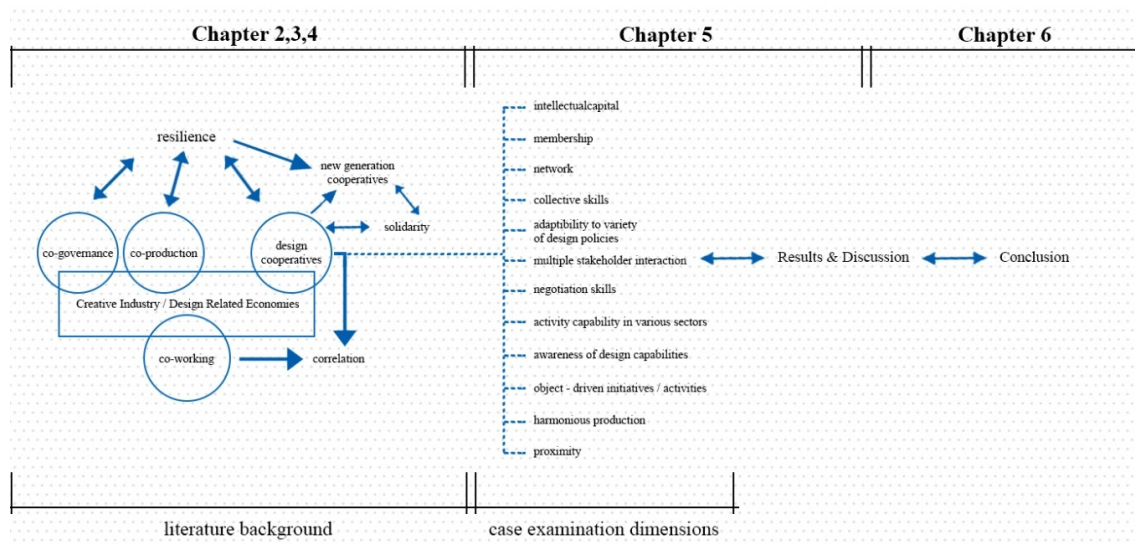 Chapter 2,3,4
Chapter 5
Chapter 6
resilience
new generation
cooperatives
solidarity
co-governance
co-production
design
cooperatives
Creative Industry / Design Related Economies
co-working
correlation
intellectualcapital
membership
network
collective skills
adaptibility to variety
of design policies
multiple stakeholder interaction
negotiation skills
activity capability in various sectors
awareness of design capabilities
object - driven initiatives / activities
harmonious production
proximity
Results & Discussion
Conclusion
literature background
case examination dimensions